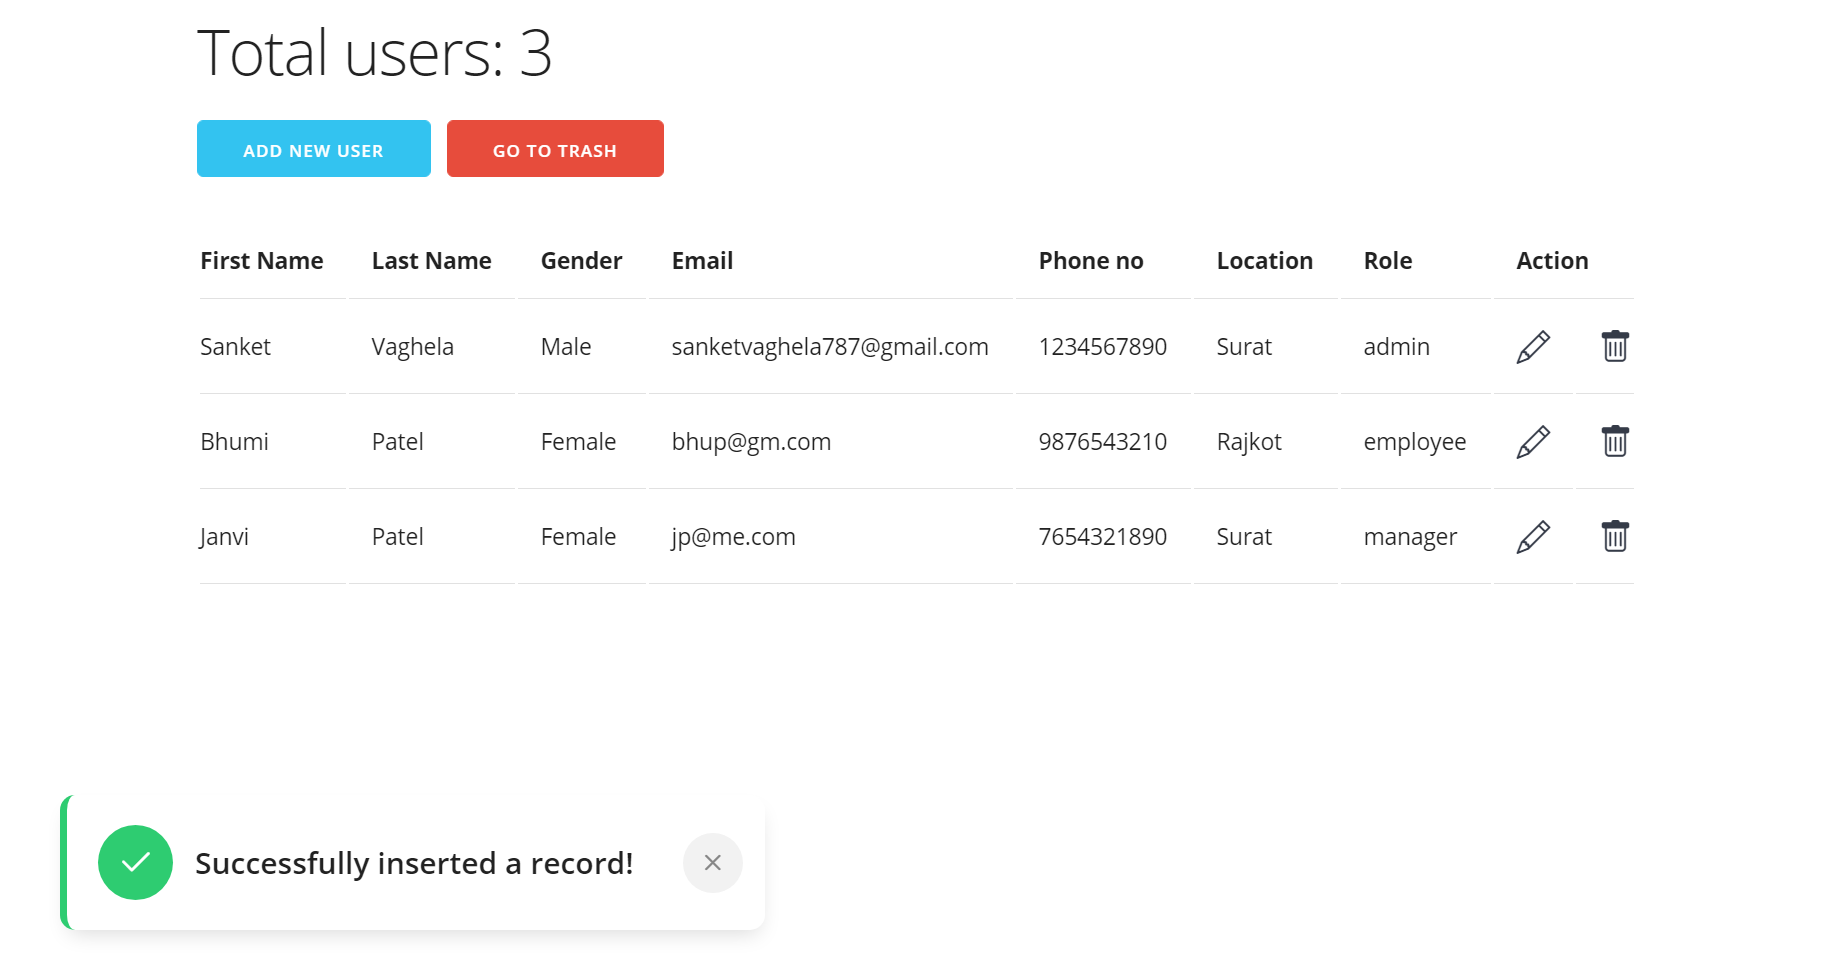 Total users: 3
ADD NEW USER GO TO TRASH
First Name Last Name Gender Email Phone no Location Role Action
Sanket Vaghela Male sanketvaghela787@gmail.com 1234567890 Surat admin
Bhumi Patel Female bhup@gm.com 9876543210 Rajkot employee
Janvi Patel Female jp@me.com 7654321890 Surat manager
Successfully inserted a record!